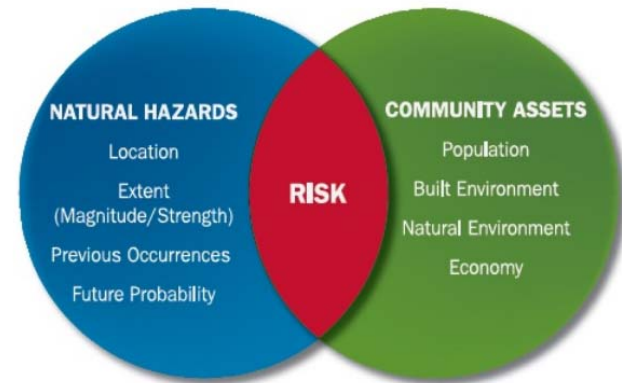 NATURAL HAZARDS
Location
Extent
(Magnitude/Strength)
Previous Occurrences
Future Probability
RISK
COMMUNITY ASSETS
Population
Built Environment
Natural Environment
Economy